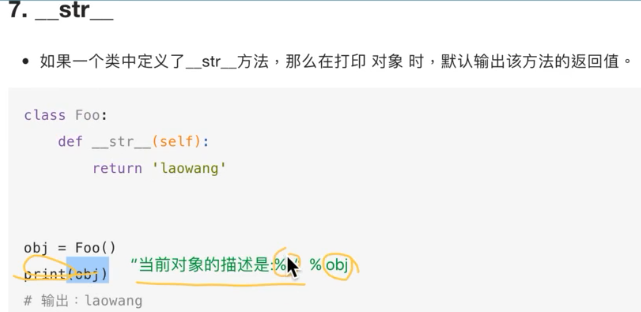 7. __str__
如果一个类中定义了__str__方法，那么在打印 对象 时，默认输出该方法的返回值。
class Foo:
    def __str__(self):
        return 'laowang'
obj = Foo()
print(obj) “当前对象的描述是:%   % obj
# 输出：laowang